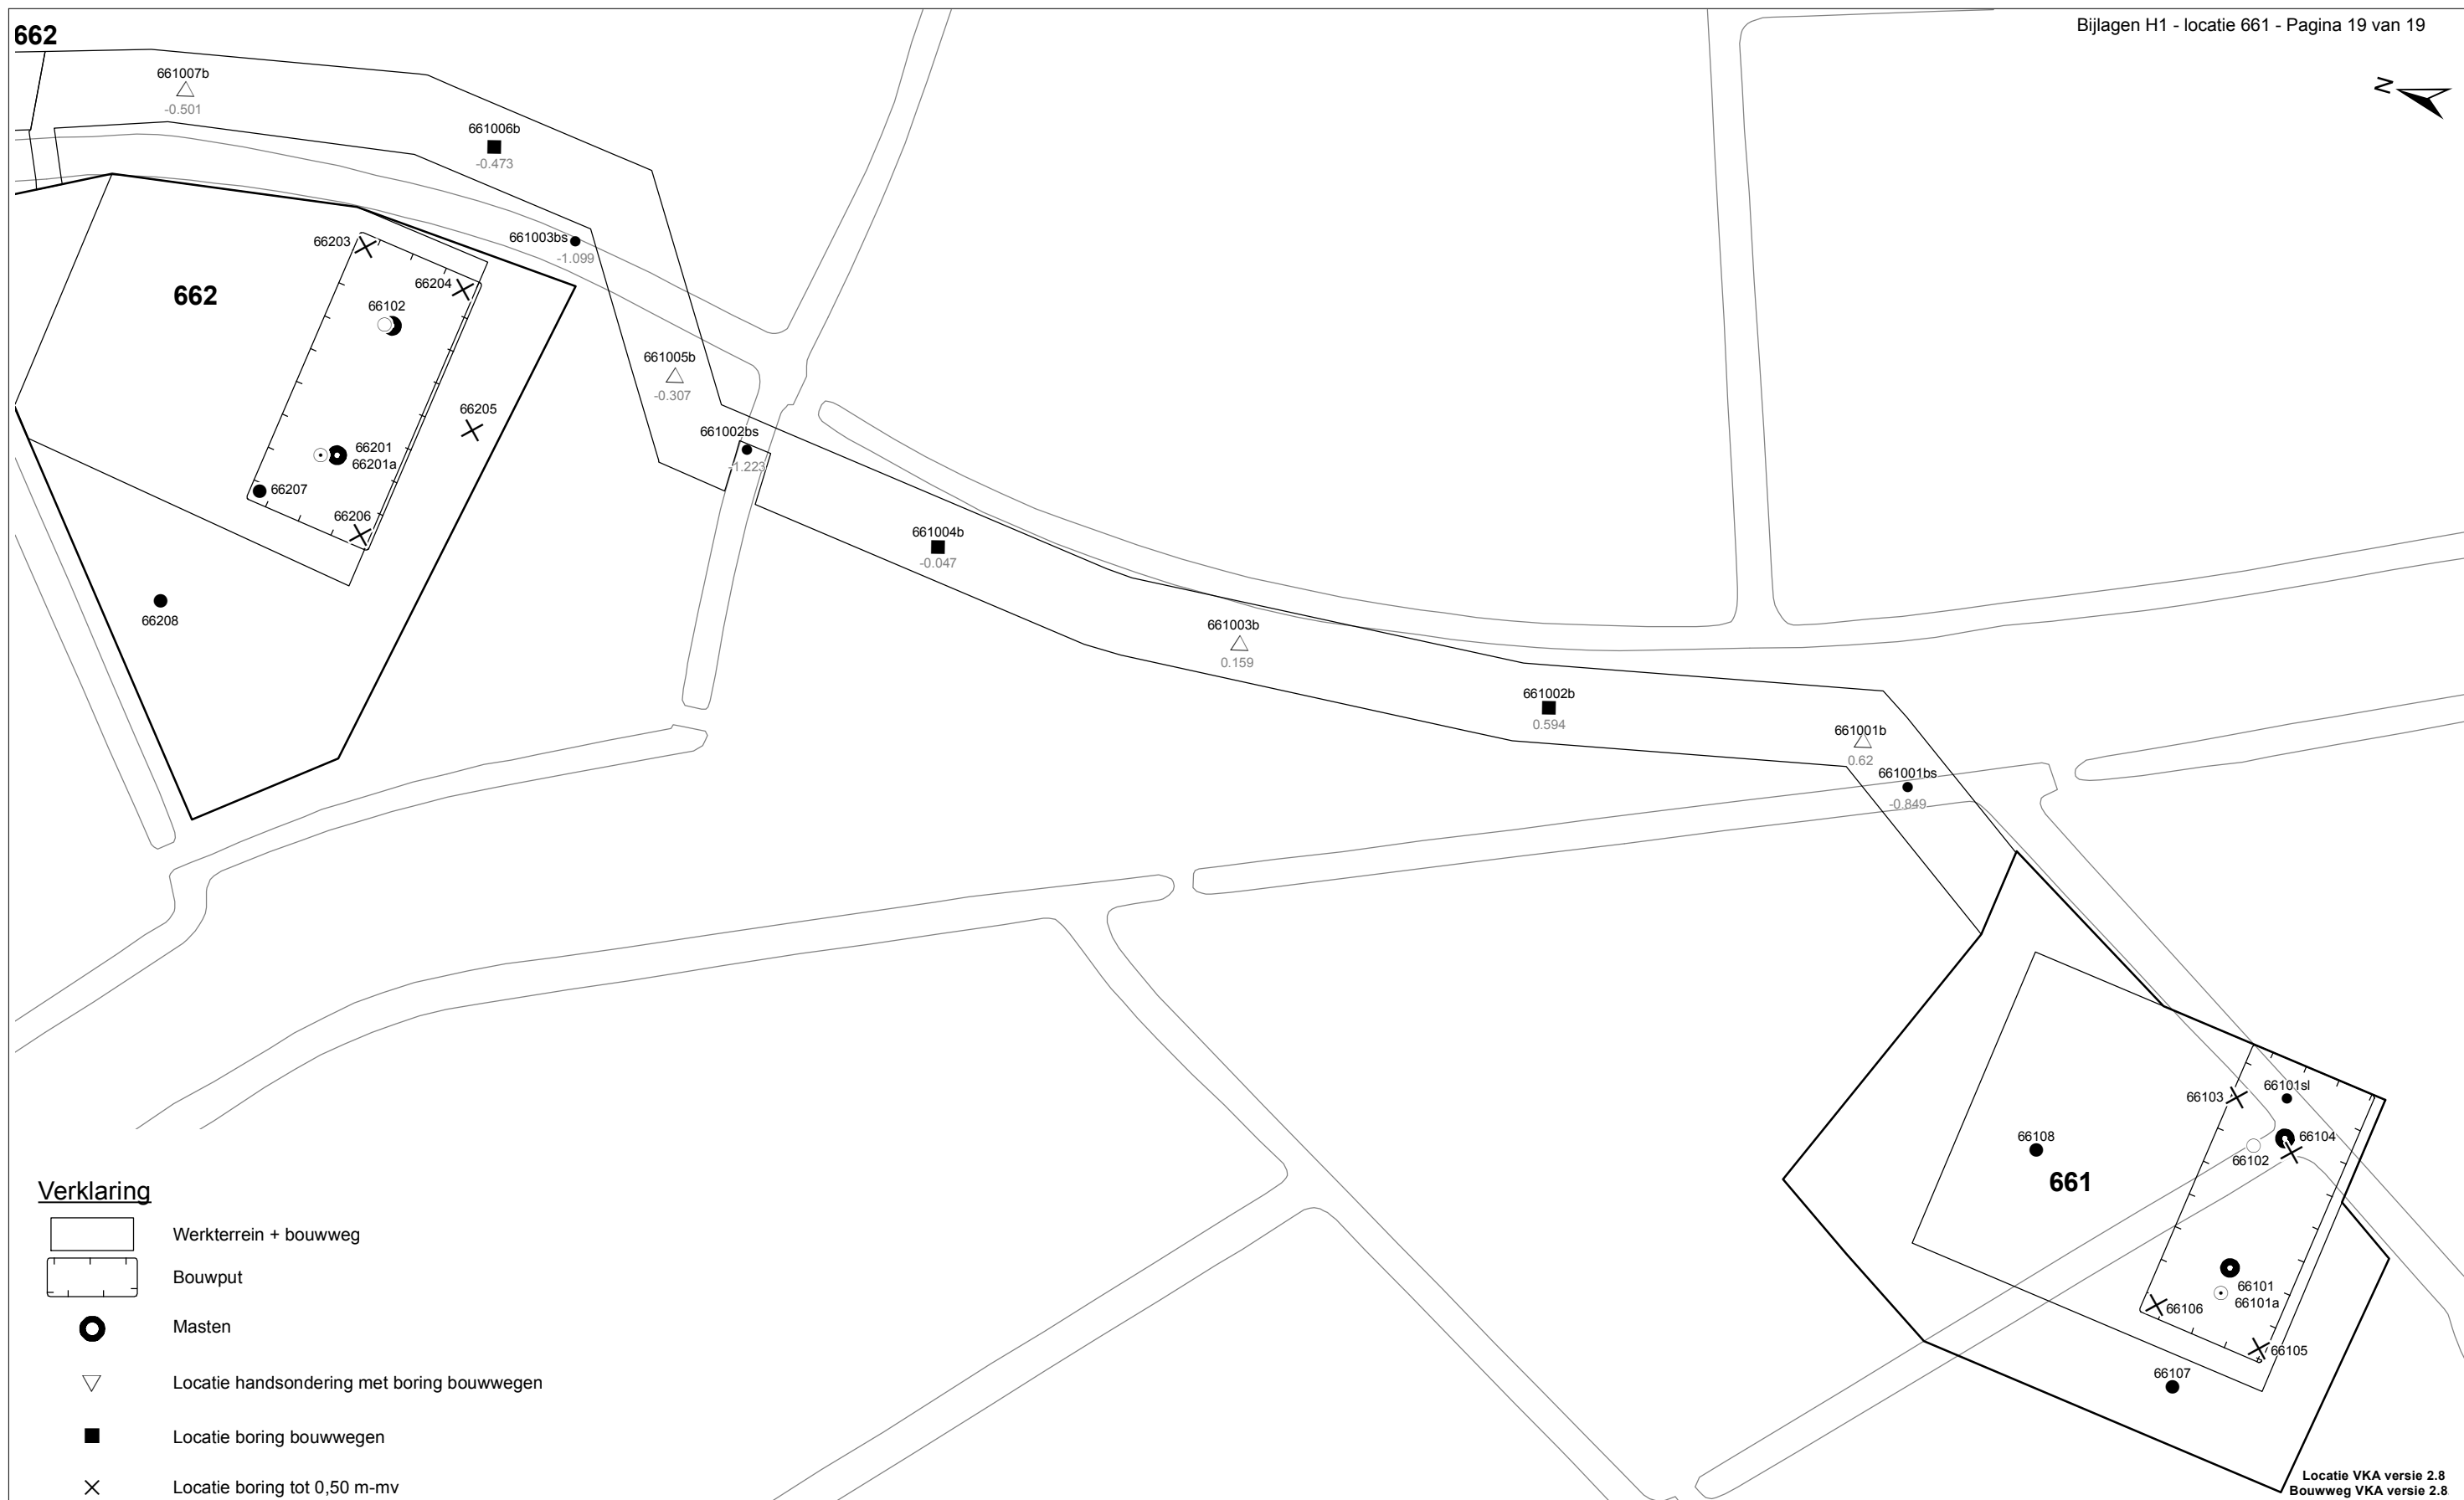 662
Bijlagen H1 - locatie 661 - Pagina 19 van 19
N
661007b
-0.501
661006b
-0.473
661003bs
-1.099
66203
66204
662
66102
661005b
-0.307
66205
661002bs
-1.223
66201
66201a
66207
66206
661004b
-0.047
66208
661003b
0.159
661002b
0.594
661001b
0.62
661001bs
-0.849
66101sl
66103
66108
66104
66102
661
66101
66101a
66106
66105
66107
Verklaring
Werkterrein + bouwweg
Bouwput
Masten
Locatie handsondering met boring bouwwegen
Locatie boring bouwwegen
Locatie boring tot 0,50 m-mv
Locatie VKA versie 2.8
Bouwweg VKA versie 2.8